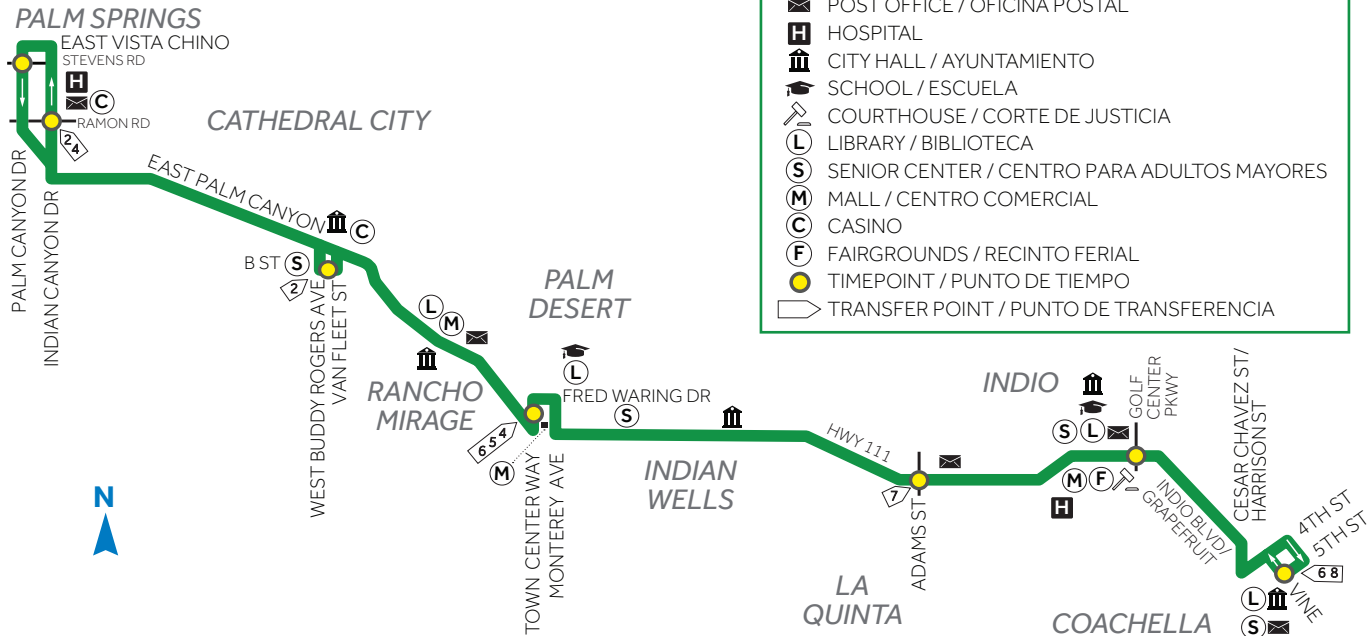 PALM SPRINGS
EAST VISTA CHINO
STEVENS RD
H
C
RAMON RD
2 4
PALM CANYON DR
INDIAN CANYON DR
CATHEDRAL CITY
EAST PALM CANYON
C
B ST S
2
WEST BUDDY ROGERS AVE
VAN FLEET ST
L
M
RANCHO
MIRAGE
PALM
DESERT
L
FRED WARING DR
S
6 5 4
M
TOWN CENTER WAY
MONTEREY AVE
INDIAN
WELLS
HWY 111
7
ADAMS ST
LA
QUINTA
INDIO
S L
M F
H
GOLF
CENTER
PKWY
INDIO BLVD/
GRAPEFRUIT
CESAR CHAVEZ ST/
HARRISON ST
4TH ST
5TH ST
6 8
VINE
L
S
COACHELLA
N
POST OFFICE / OFICINA POSTAL
H HOSPITAL
CITY HALL / AYUNTAMIENTO
SCHOOL / ESCUELA
COURTHOUSE / CORTE DE JUSTICIA
L LIBRARY / BIBLIOTECA
S SENIOR CENTER / CENTRO PARA ADULTOS MAYORES
M MALL / CENTRO COMERCIAL
C CASINO
F FAIRGROUNDS / RECINTO FERIAL
TIMEPOINT / PUNTO DE TIEMPO
TRANSFER POINT / PUNTO DE TRANSFERENCIA